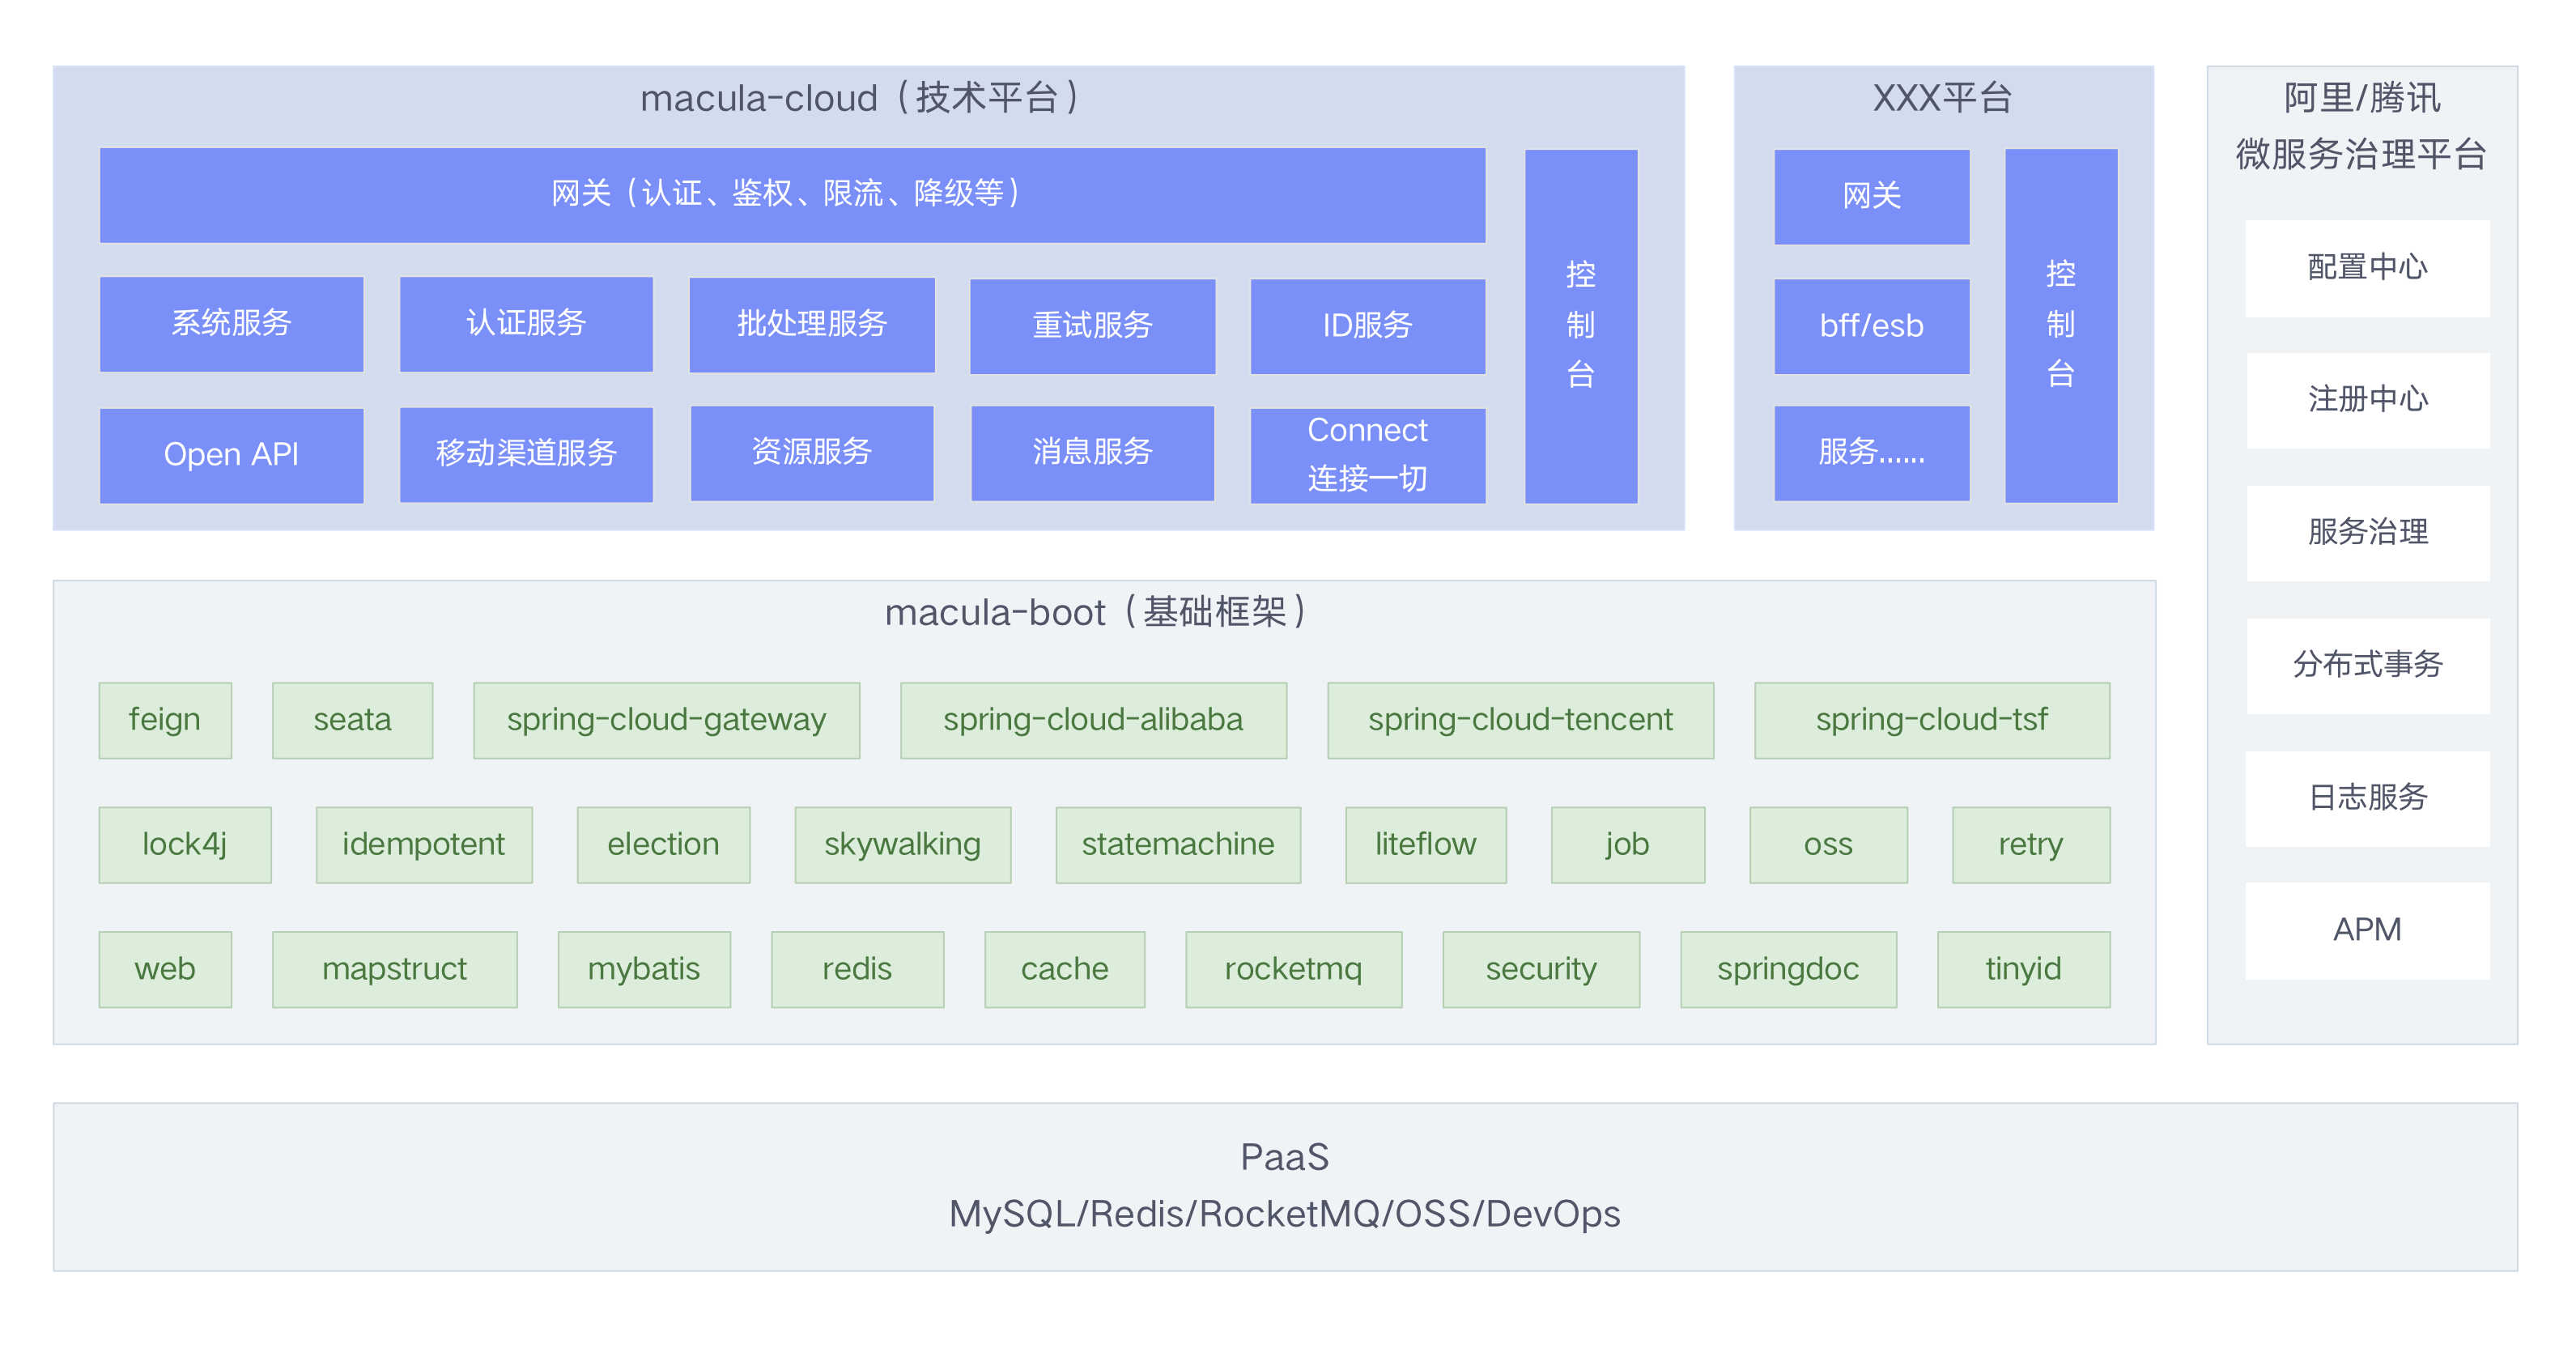 macula-cloud（技术平台）
网关（认证、鉴权、限流、降级等）
系统服务
认证服务
批处理服务
重试服务
ID服务
Open API
移动渠道服务
资源服务
消息服务
Connect
连接一切
控
制
台
XXX平台
网关
bff/esb
服务......
控
制
台
阿里/腾讯
微服务治理平台
配置中心
注册中心
服务治理
分布式事务
日志服务
APM
macula-boot（基础框架）
feign
seata
spring-cloud-gateway
spring-cloud-alibaba
spring-cloud-tencent
spring-cloud-tsf
lock4j
idempotent
election
skywalking
statemachine
liteflow
job
oss
retry
web
mapstruct
mybatis
redis
cache
rocketmq
security
springdoc
tinyid
PaaS
MySQL/Redis/RocketMQ/OSS/DevOps